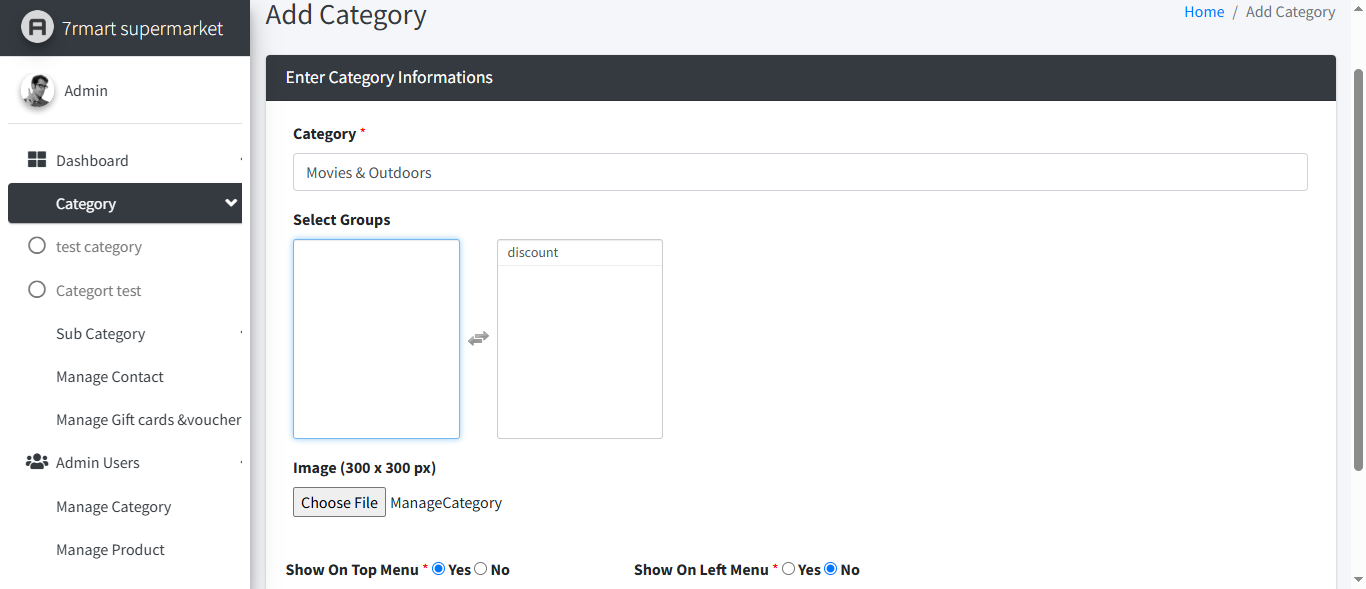 7rmart supermarket
Add Category
Home / Add Category
Admin
Dashboard
Category
test category
Categort test
Sub Category
Manage Contact
Manage Gift cards &voucher
Admin Users
Manage Category
Manage Product
Enter Category Informations
Category *
Movies & Outdoors
Select Groups
discount
Image (300 x 300 px)
Choose File ManageCategory
Show On Top Menu * Yes No
Show On Left Menu * Yes No